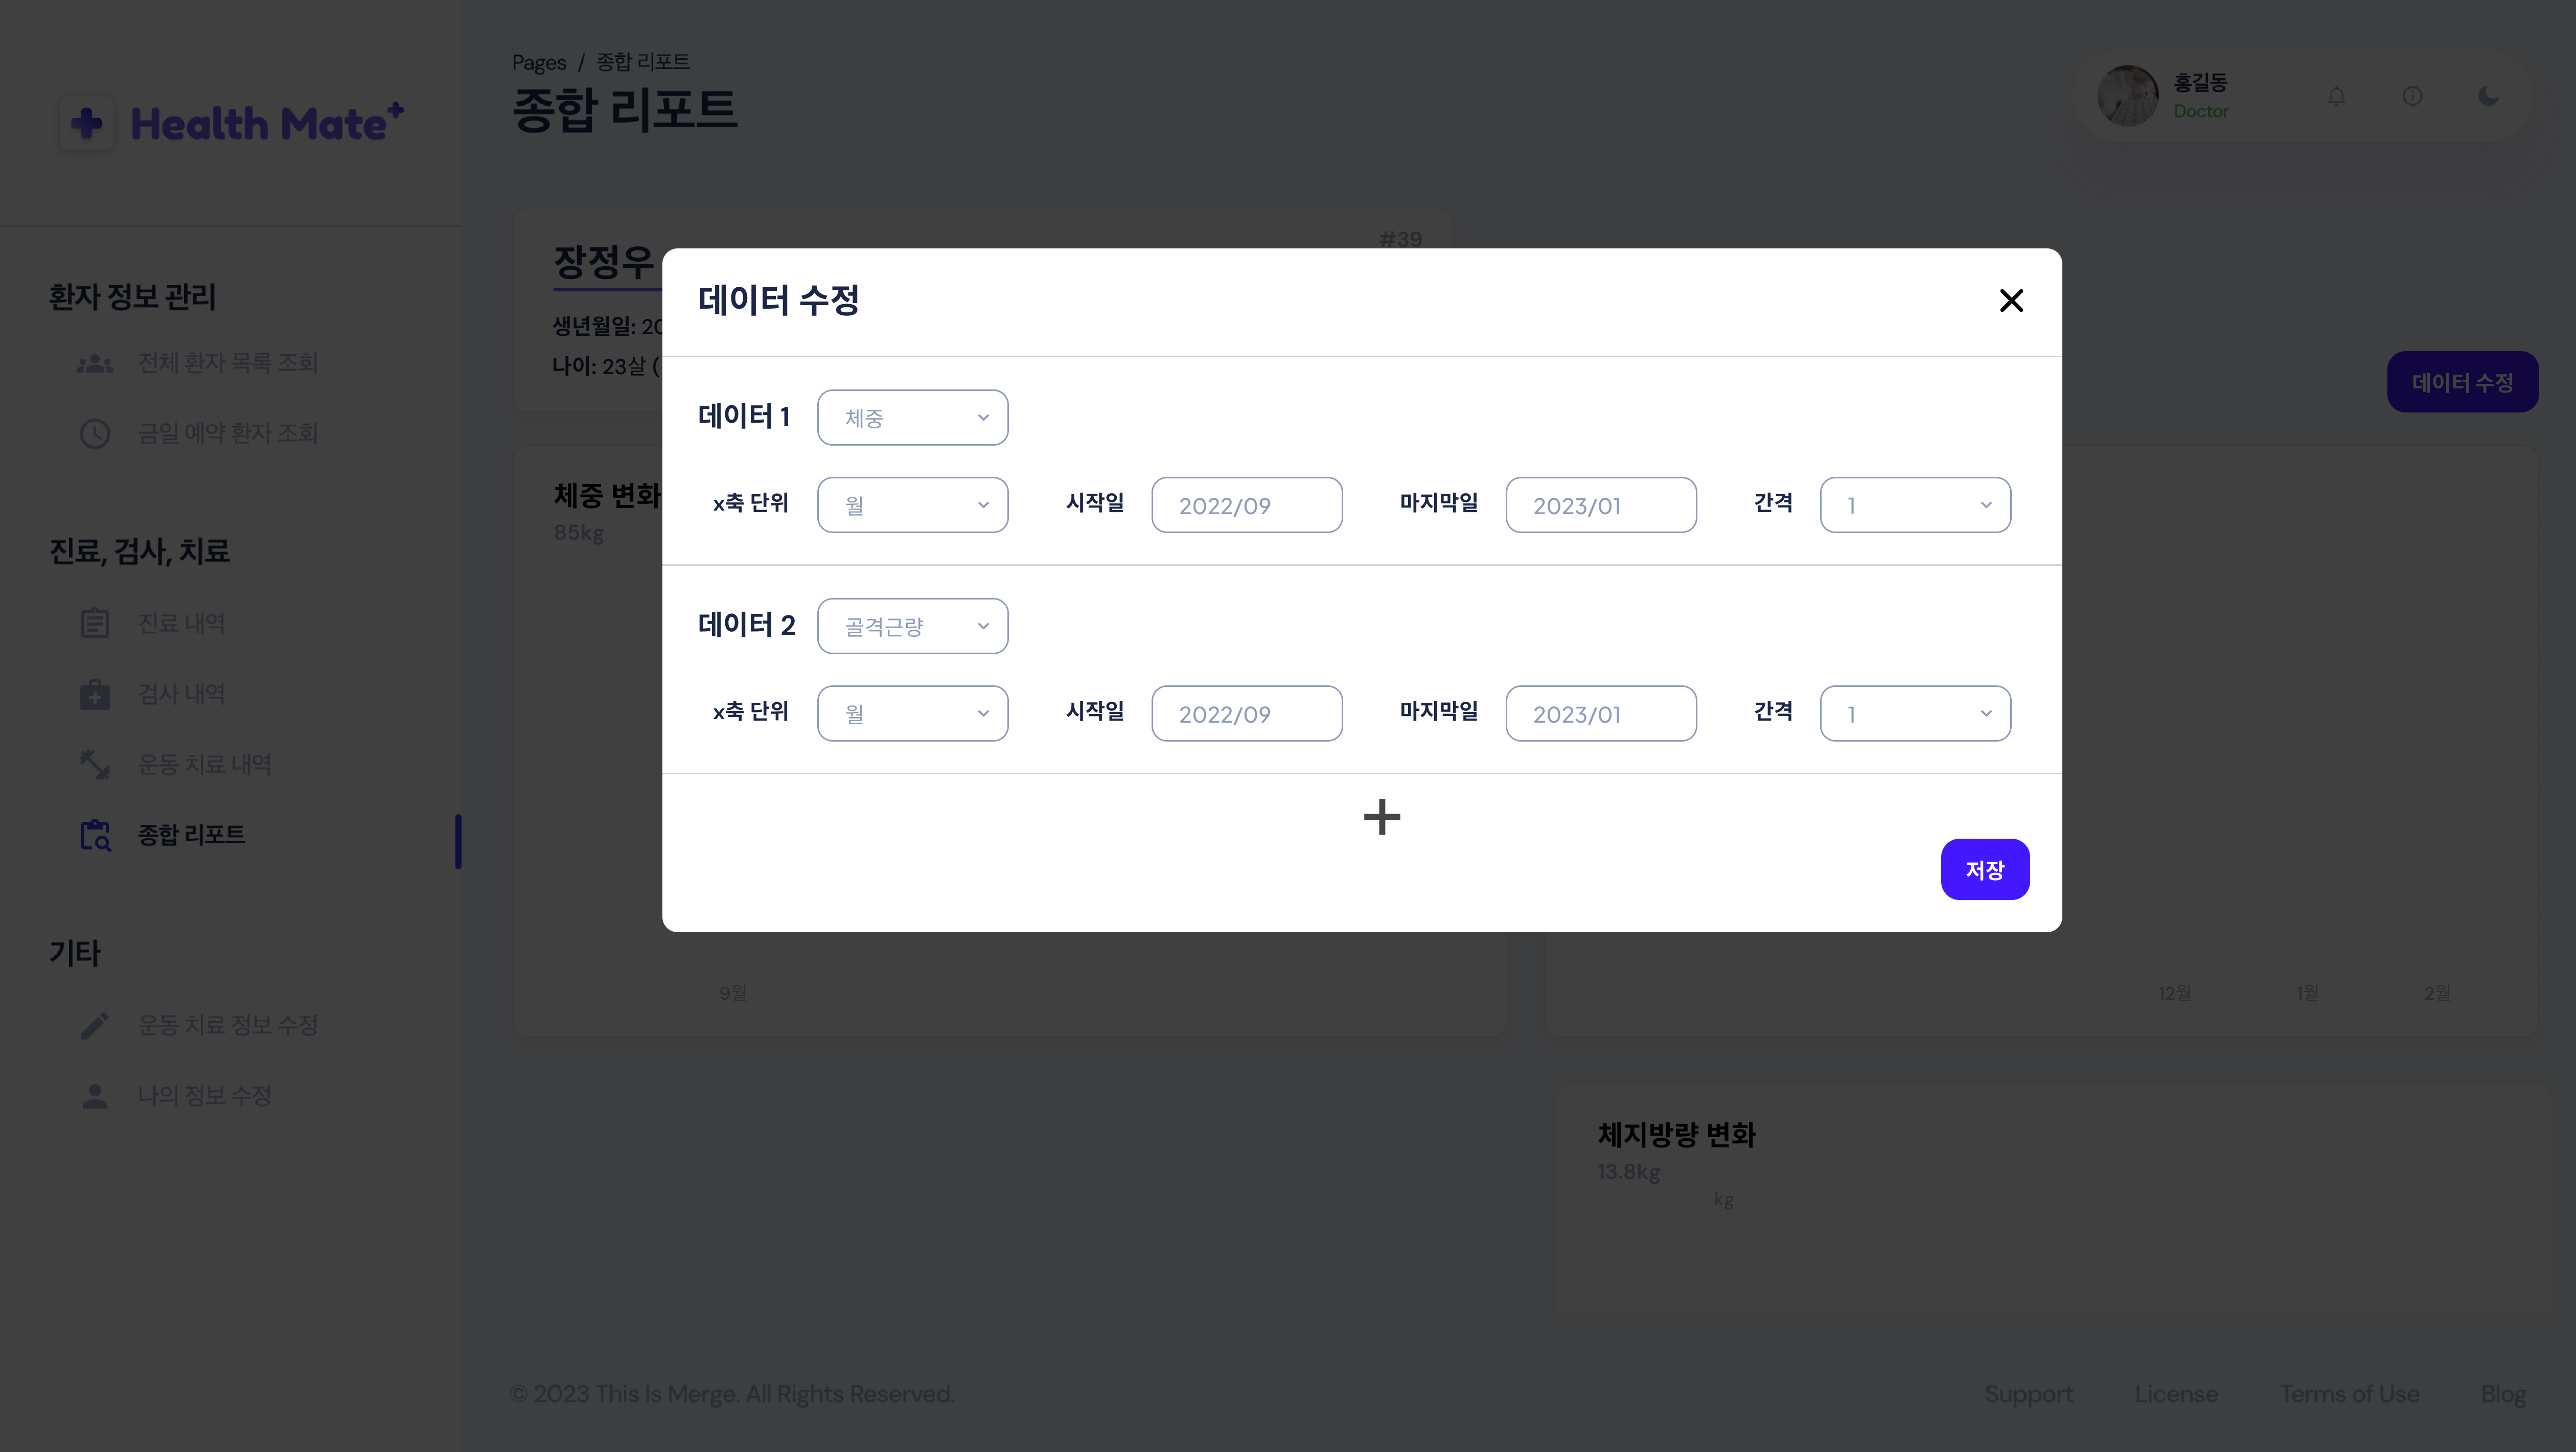 Health Mate+
환자 정보 관리
전체 환자 목록 조회
금일 예약 환자 조회
진료, 검사, 치료
진료 내역
검사 내역
운동 치료 내역
종합 리포트
기타
운동 치료 정보 수정
나의 정보 수정
Pages / 종합 리포트
종합 리포트
홍길동
Doctor
#39
장정우
생년월일: 20
나이: 23살 (
데이터 수정
체중 변화
85kg
데이터 수정
데이터 1 체중
x축 단위 월 시작일 2022/09 마지막일 2023/01 간격 1
데이터 2 골격근량
x축 단위 월 시작일 2022/09 마지막일 2023/01 간격 1
저장
9월
12월 1월 2월
체지방량 변화
13.8kg
kg
© 2023 This Is Merge. All Rights Reserved.
Support License Terms of Use Blog